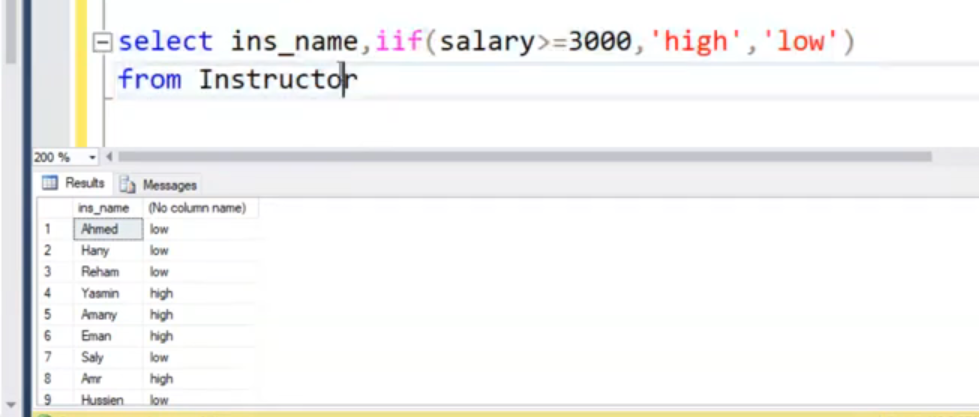 select ins_name,iif(salary>=3000,'high','low')
from Instructor
200 %
Results Messages
ins_name (No column name)
1 Ahmed low
2 Hany low
3 Reham low
4 Yasmin high
5 Amany high
6 Eman high
7 Saly low
8 Amr high
9 Hussien low